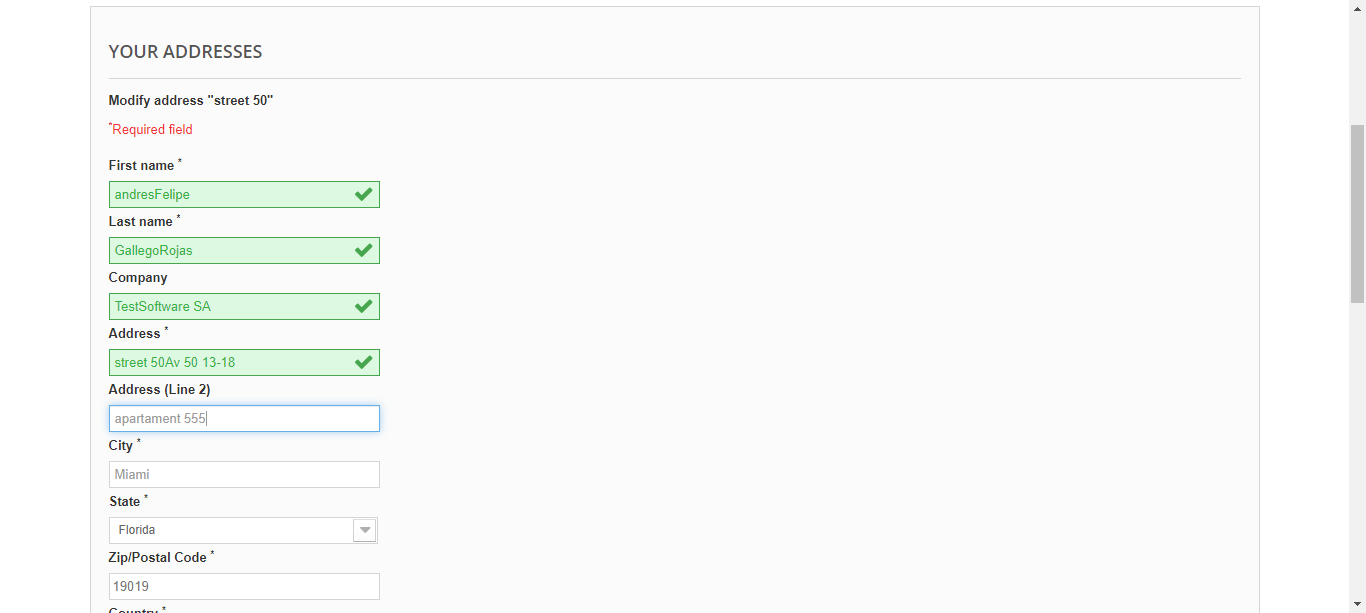 YOUR ADDRESSES
Modify address "street 50"
*Required field
First name *
andresFelipe
Last name *
GallegoRojas
Company
TestSoftware SA
Address *
street 50Av 50 13-18
Address (Line 2)
apartament 555
City *
Miami
State *
Florida
Zip/Postal Code *
19019
Country *